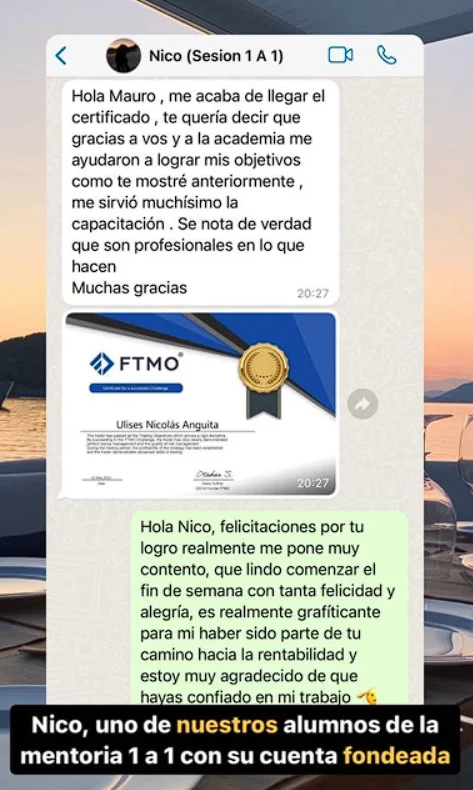 Nico (Sesion 1 A 1)
Hola Mauro , me acaba de llegar el
certificado , te quería decir que
gracias a vos y a la academia me
ayudaron a lograr mis objetivos
como te mostré anteriormente ,
me sirvió muchísimo la
capacitación . Se nota de verdad
que son profesionales en lo que
hacen
Muchas gracias
20:27
FTMO®
Certificate for a successful Challenge
Ulises Nicolás Anguita
20:27
Hola Nico, felicitaciones por tu
logro realmente me pone muy
contento, que lindo comenzar el
fin de semana con tanta felicidad y
alegría, es realmente grafíticante
para mi haber sido parte de tu
camino hacia la rentabilidad y
estoy muy agradecido de que
hayas confiado en mi trabajo
Nico, uno de nuestros alumnos de la
mentoria 1 a 1 con su cuenta fondeada